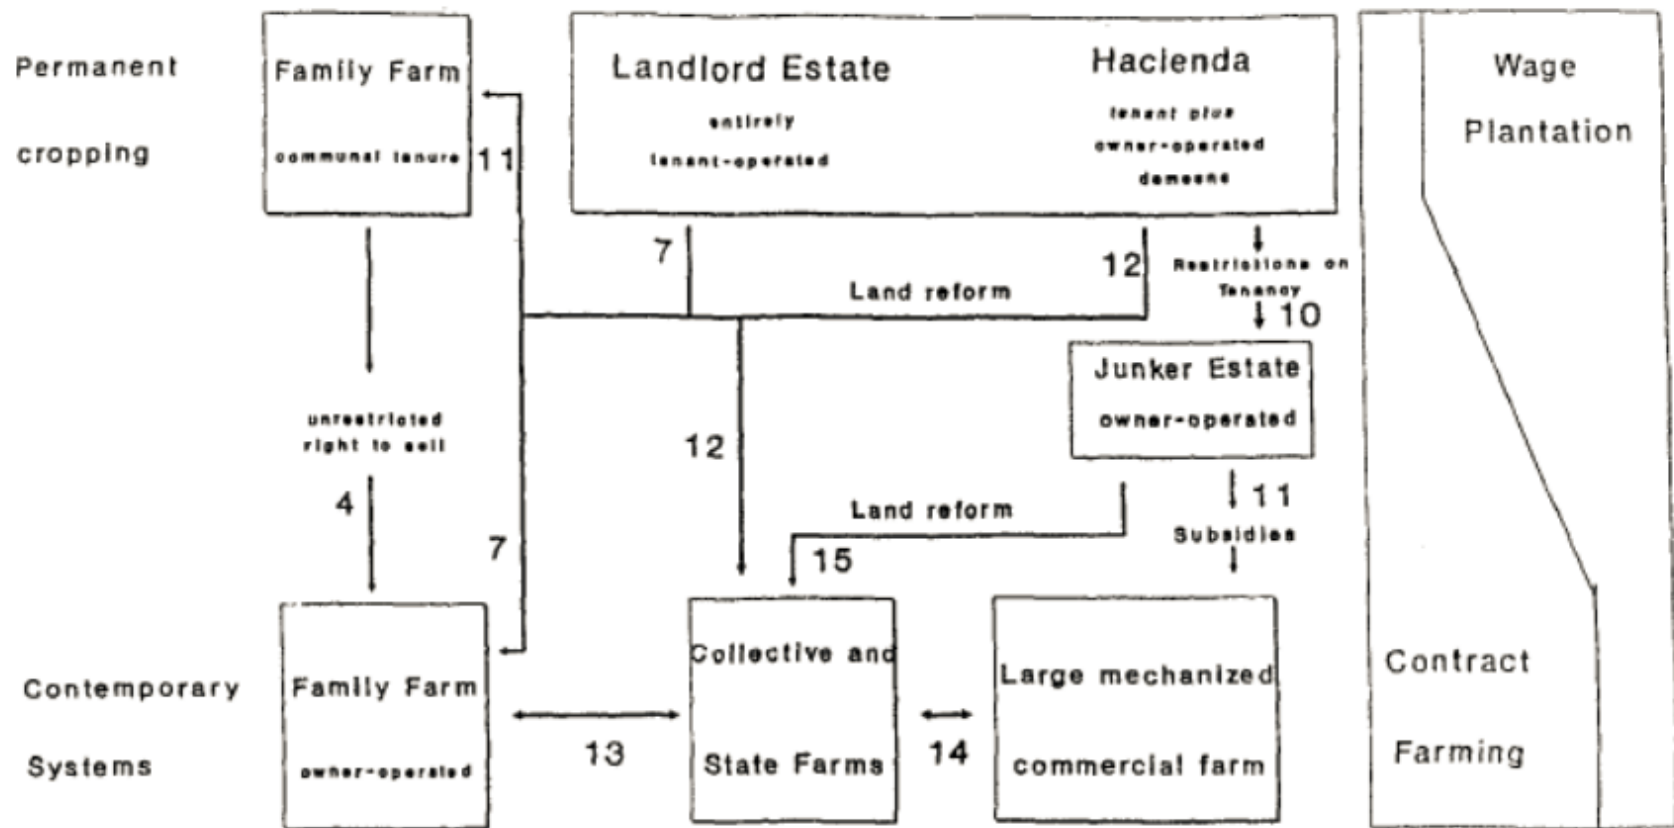 Permanent
cropping
Family Farm
communal tenure
11
Landlord Estate
entirely
tenant-operated
Hacienda
tenant plus
owner-operated
demesne
Wage
Plantation
7
Land reform
12
Restrictions on
Tenancy
10
Junker Estate
owner-operated
unrestricted
right to sell
4
7
12
Land reform
15
11
Subsidies
Contemporary
Systems
Family Farm
owner-operated
13
Collective and
State Farms
14
Large mechanized
commercial farm
Contract
Farming